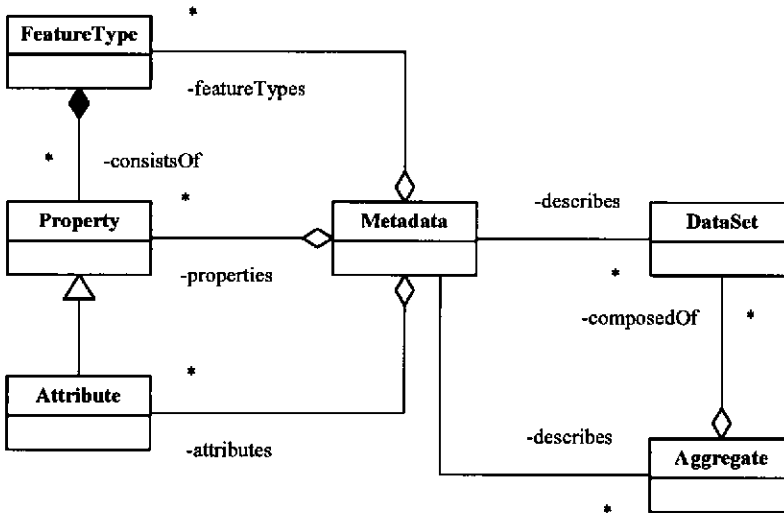 *
FeatureType
-featureTypes
*
-consistsOf
*
Property
Metadata
-describes
DataSet
-properties
*
-composedOf
*
*
Attribute
-attributes
-describes
Aggregate
*